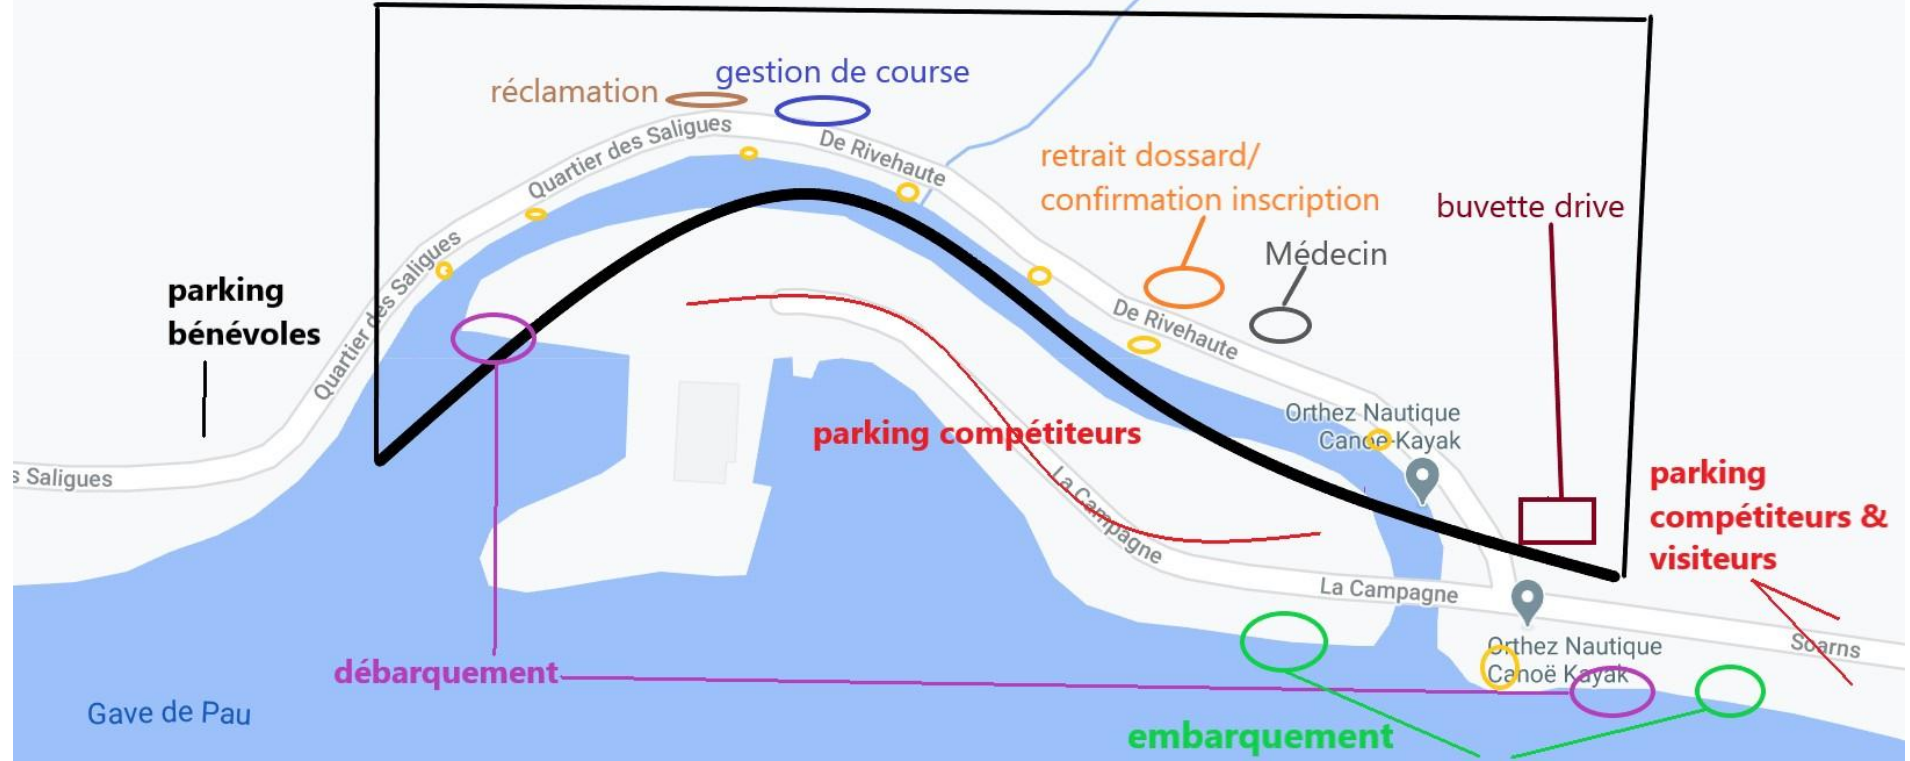 gestion de course
réclamation
Quartier des Saligues
De Rivehaute
retrait dossard/
confirmation inscription
buvette drive
Médecin
Quartier des Saligues
parking
bénévoles
De Rivehaute
Orthez Nautique
Canoë-Kayak
parking compétiteurs
s Saligues
La Campagne
parking
compétiteurs &
visiteurs
La Campagne
Soarns
Orthez Nautique
Canoë Kayak
débarquement
Gave de Pau
embarquement